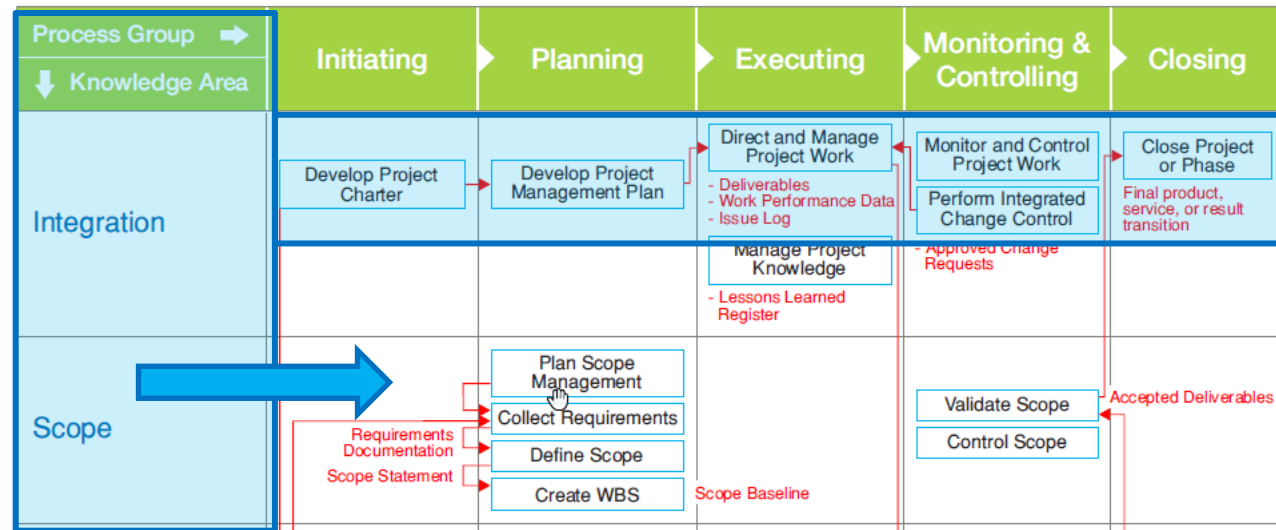 Process Group
Knowledge Area
Initiating
Planning
Executing
Monitoring &
Controlling
Closing
Integration
Develop Project
Charter
Develop Project
Management Plan
Direct and Manage
Project Work
- Deliverables
- Work Performance Data
- Issue Log
Manage Project
Knowledge
- Lessons Learned
Register
Monitor and Control
Project Work
Perform Integrated
Change Control
- Approved Change
Requests
Close Project
or Phase
Final product,
service, or result
transition
Scope
Plan Scope
Management
Collect Requirements
Requirements
Documentation
Define Scope
Scope Statement
Create WBS
Scope Baseline
Validate Scope
Accepted Deliverables
Control Scope